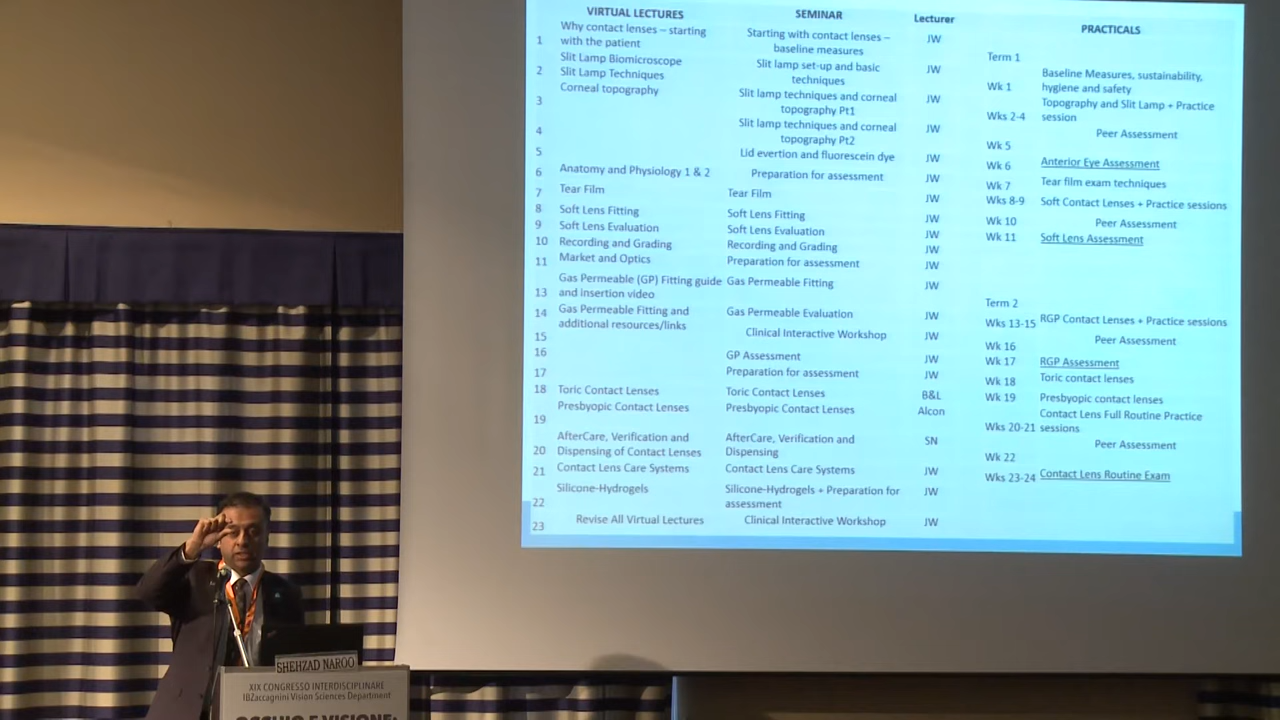 VIRTUAL LECTURES SEMINAR Lecturer PRACTICALS
1 Why contact lenses – starting with the patient Starting with contact lenses – baseline measures JW
2 Slit Lamp Biomicroscope Slit Lamp Techniques Slit lamp set-up and basic techniques JW
3 Corneal topography Slit lamp techniques and corneal topography Pt1 JW
4 Slit lamp techniques and corneal topography Pt2 JW
5 Lid evertion and fluorescein dye JW
6 Anatomy and Physiology 1 & 2 Preparation for assessment JW
7 Tear Film Tear Film JW
8 Soft Lens Fitting Soft Lens Fitting JW
9 Soft Lens Evaluation Soft Lens Evaluation JW
10 Recording and Grading Recording and Grading JW
11 Market and Optics Preparation for assessment JW
13 Gas Permeable (GP) Fitting guide and insertion video Gas Permeable Fitting JW
14 Gas Permeable Fitting and additional resources/links Gas Permeable Evaluation JW
15 Clinical Interactive Workshop JW
16 GP Assessment JW
17 Preparation for assessment JW
18 Toric Contact Lenses Toric Contact Lenses B&L
19 Presbyopic Contact Lenses Presbyopic Contact Lenses Alcon
20 AfterCare, Verification and Dispensing of Contact Lenses AfterCare, Verification and Dispensing SN
21 Contact Lens Care Systems Contact Lens Care Systems JW
22 Silicone-Hydrogels Silicone-Hydrogels + Preparation for assessment JW
23 Revise All Virtual Lectures Clinical Interactive Workshop JW
Term 1
Wk 1 Baseline Measures, sustainability, hygiene and safety
Wks 2-4 Topography and Slit Lamp + Practice session
Wk 5 Peer Assessment
Wk 6 Anterior Eye Assessment
Wk 7 Tear film exam techniques
Wks 8-9 Soft Contact Lenses + Practice sessions
Wk 10 Peer Assessment
Wk 11 Soft Lens Assessment
Term 2
Wks 13-15 RGP Contact Lenses + Practice sessions
Wk 16 Peer Assessment
Wk 17 RGP Assessment
Wk 18 Toric contact lenses
Wk 19 Presbyopic contact lenses
Wks 20-21 Contact Lens Full Routine Practice sessions
Wk 22 Peer Assessment
Wks 23-24 Contact Lens Routine Exam
SHEHZAD NAROO
XIX CONGRESSO INTERDISCIPLINARE
IBZaccagnini Vision Sciences Department
OCCHIO E VISIONE: